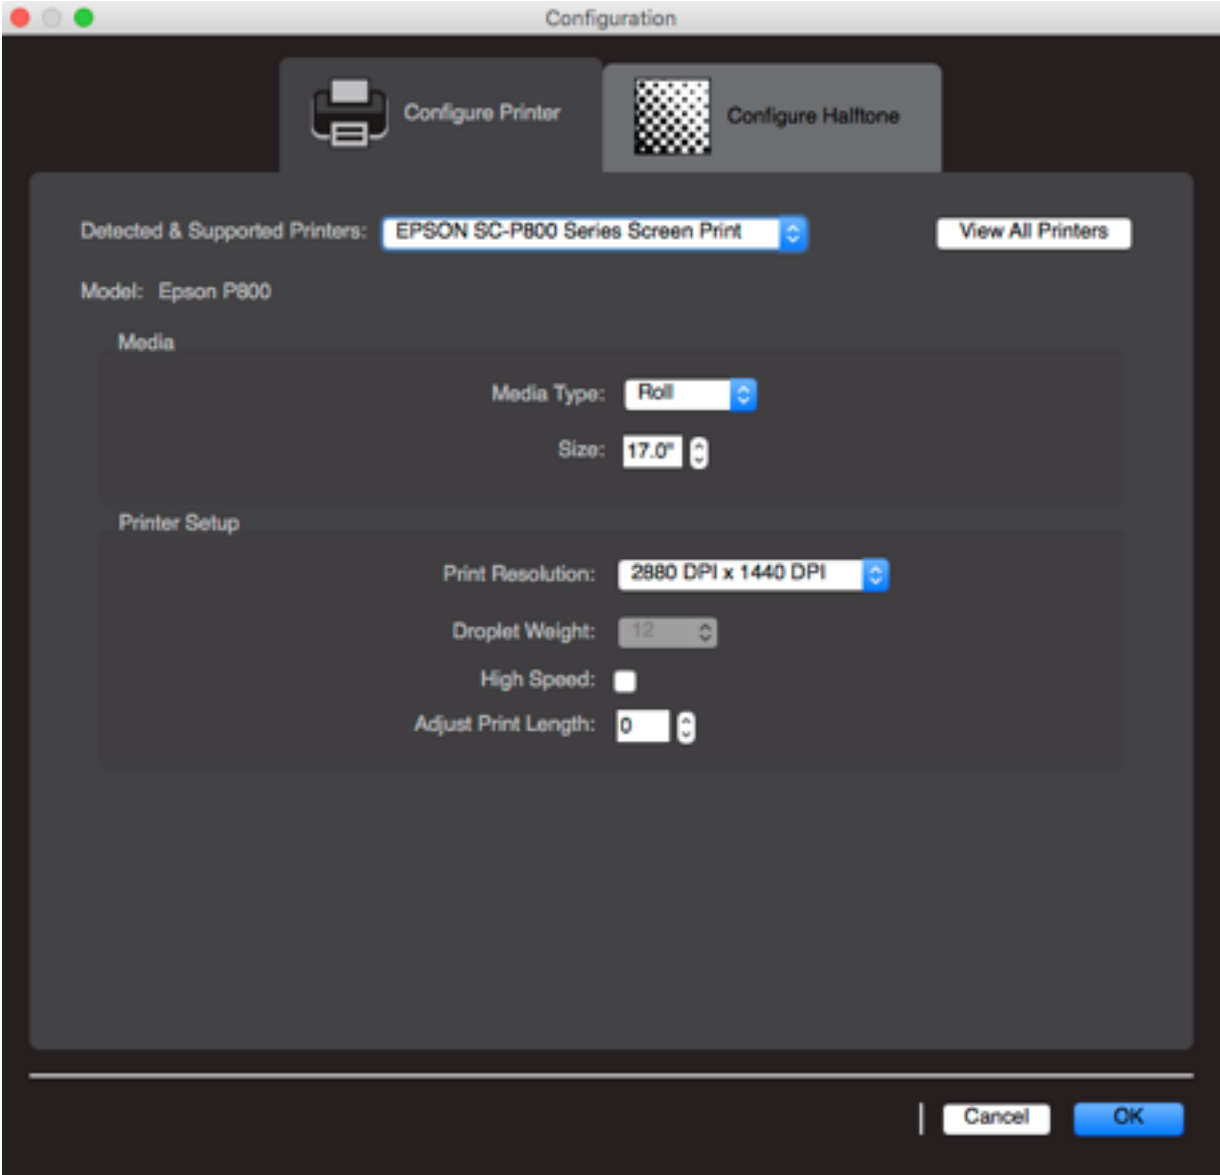 Configuration
Configure Printer
Configure Halftone
Detected & Supported Printers: EPSON SC-P800 Series Screen Print View All Printers
Model: Epson P800
Media
Media Type: Roll
Size: 17.0"
Printer Setup
Print Resolution: 2880 DPI x 1440 DPI
Droplet Weight: 12
High Speed:
Adjust Print Length: 0
Cancel OK